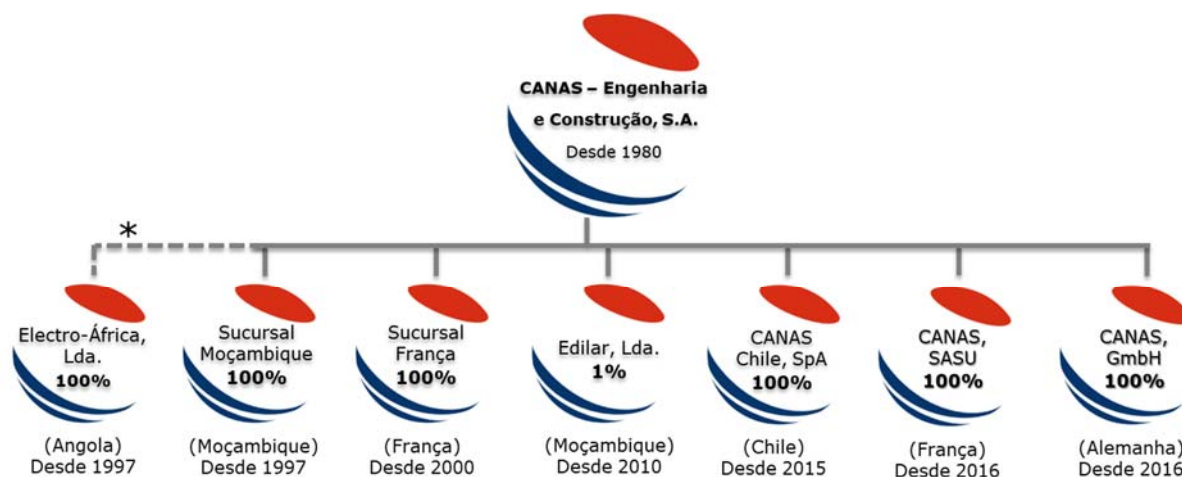 CANAS – Engenharia
e Construção, S.A.
Desde 1980
*
Electro-África,
Lda.
100%
(Angola)
Desde 1997
Sucursal
Moçambique
100%
(Moçambique)
Desde 1997
Sucursal
França
100%
(França)
Desde 2000
Edilar, Lda.
1%
(Moçambique)
Desde 2010
CANAS
Chile, SpA
100%
(Chile)
Desde 2015
CANAS,
SASU
100%
(França)
Desde 2016
CANAS,
GmbH
100%
(Alemanha)
Desde 2016